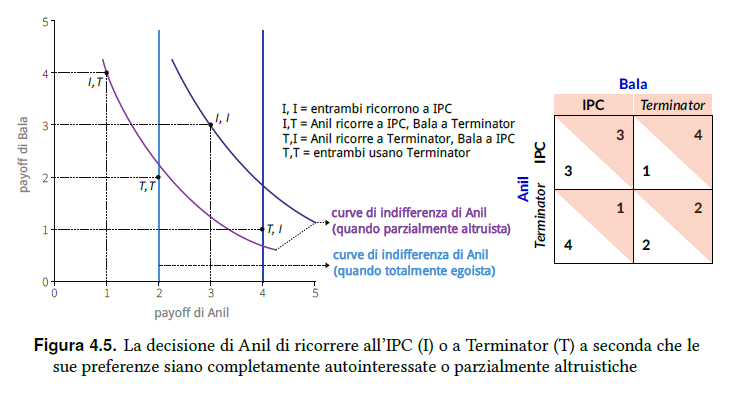 5
4
3
2
1
0
0
1
2
3
4
5
payoff di Bala
payoff di Anil
I,T
I, I
T,T
T, I
I, I = entrambi ricorrono a IPC
I,T = Anil ricorre a IPC, Bala a Terminator
T,I = Anil ricorre a Terminator, Bala a IPC
T,T = entrambi usano Terminator
curve di indifferenza di Anil
(quando parzialmente altruista)
curve di indifferenza di Anil
(quando totalmente egoista)
Bala
IPC Terminator
Anil
IPC
Terminator
3 4
3 1
1 2
4 2
Figura 4.5. La decisione di Anil di ricorrere all’IPC (I) o a Terminator (T) a seconda che le
sue preferenze siano completamente autointeressate o parzialmente altruistiche